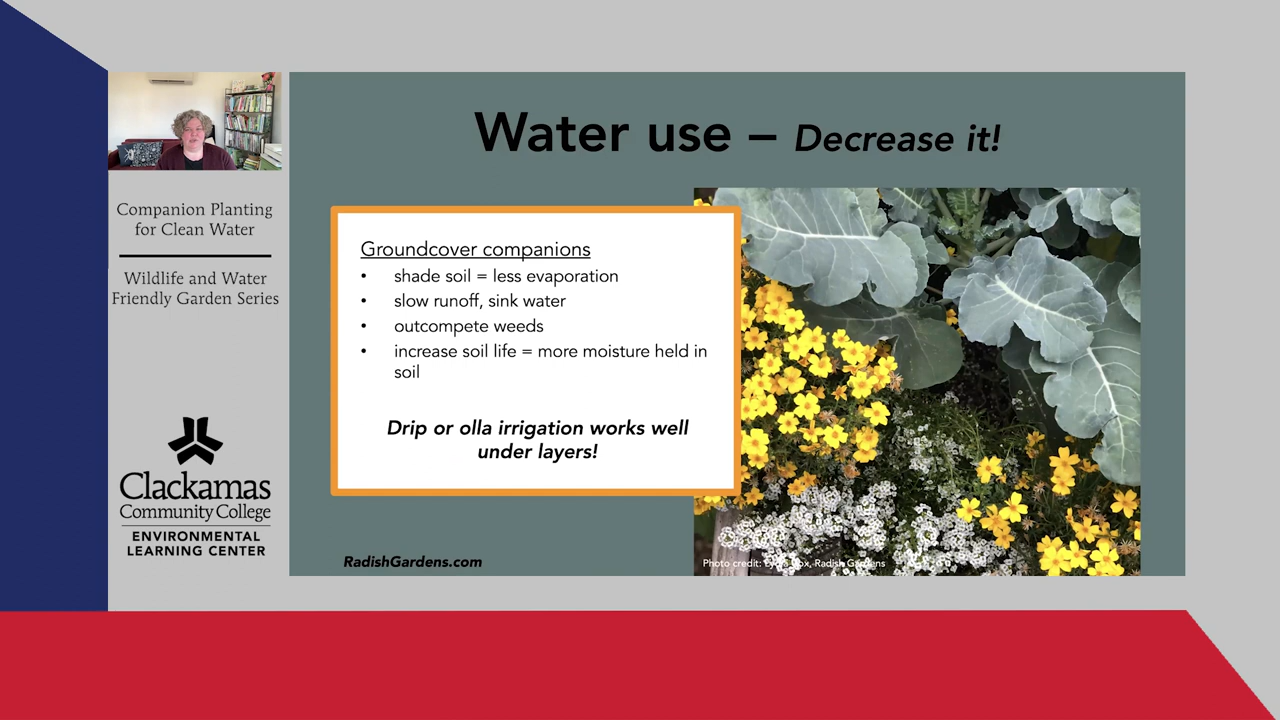 Water use – Decrease it!
Companion Planting
for Clean Water
Wildlife and Water
Friendly Garden Series
Groundcover companions
• shade soil = less evaporation
• slow runoff, sink water
• outcompete weeds
• increase soil life = more moisture held in
soil
Drip or olla irrigation works well
under layers!
Clackamas
Community College
ENVIRONMENTAL
LEARNING CENTER
RadishGardens.com
Photo credit: Cox, Radish Gardens